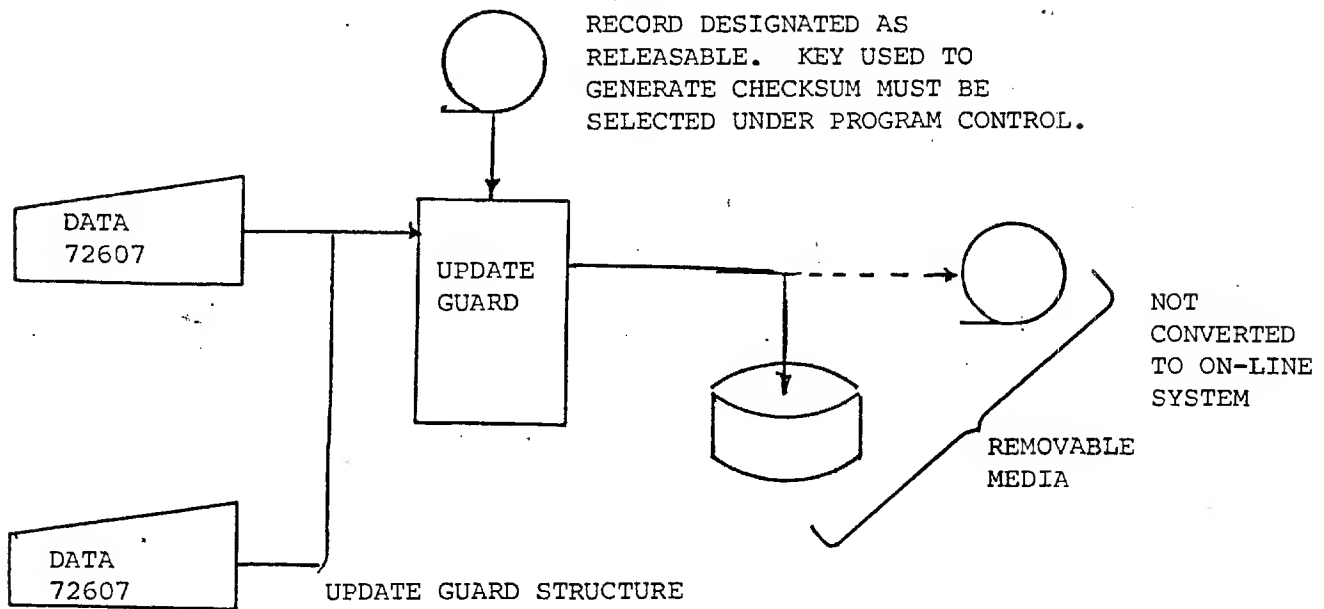 RECORD DESIGNATED AS
RELEASABLE. KEY USED TO
GENERATE CHECKSUM MUST BE
SELECTED UNDER PROGRAM CONTROL.
DATA
72607
UPDATE
GUARD
NOT
CONVERTED
TO ON-LINE
SYSTEM
REMOVABLE
MEDIA
DATA
72607
UPDATE GUARD STRUCTURE